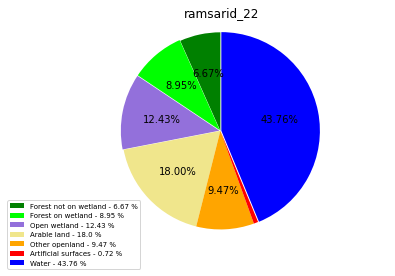 ramsarid_22
6.67%
8.95 %
12.43 %
43.76%
18.00 %
9.47 %
Forest not on wetland - 6.67 %
Forest on wetland - 8.95 %
Open wetland - 12.43 %
Arable land - 18.0 %
Other openland - 9.47 %
Artificial surfaces - 0.72 %
Water - 43.76 %